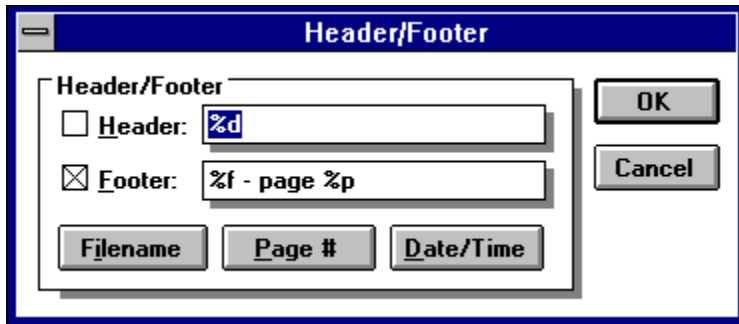 Header/Footer
Header/Footer
Header: %d
Footer: %f - page %p
Filename Page # Date/Time
OK
Cancel